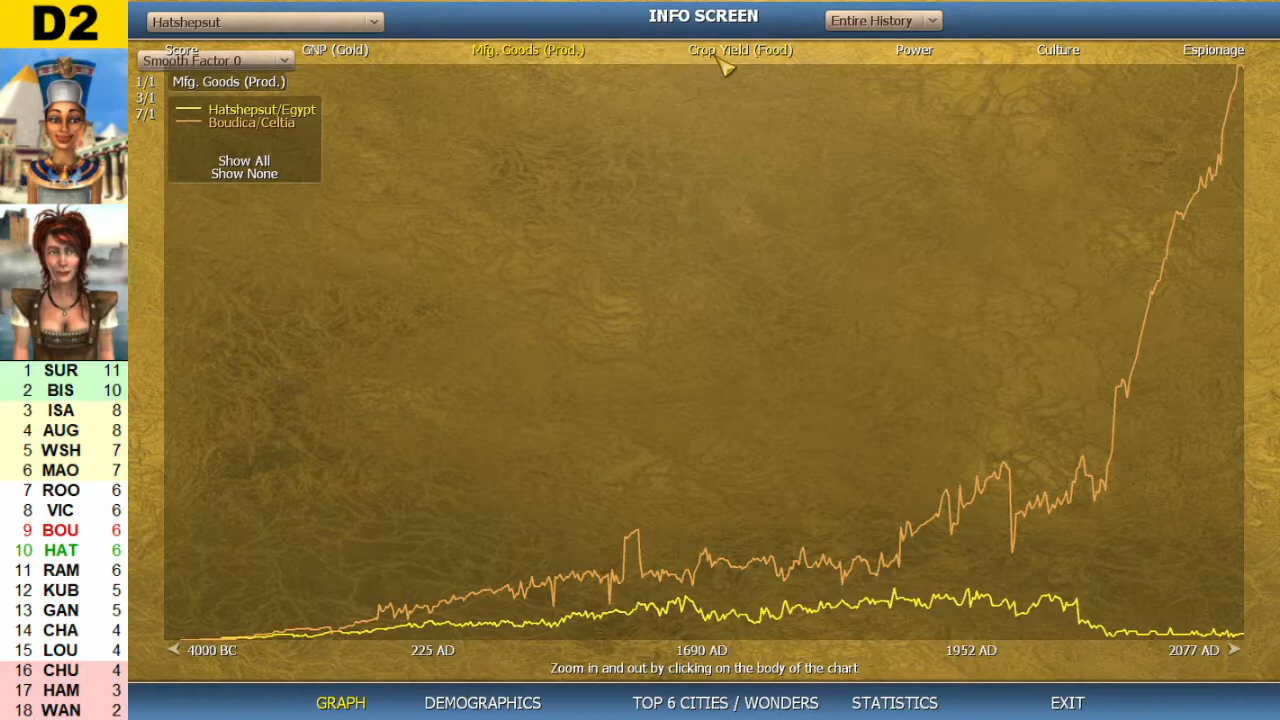 D2
Hatshepsut
INFO SCREEN
Entire History
Score
GNP (Gold)
Mfg. Goods (Prod.)
Crop Yield (Food)
Power
Culture
Espionage
Smooth Factor 0
1/1
3/1
7/1
Mfg. Goods (Prod.)
Hatshepsut/Egypt
Boudica/Celtia
Show All
Show None
1 SUR 11
2 BIS 10
3 ISA 8
4 AUG 8
5 WSH 7
6 MAO 7
7 ROO 6
8 VIC 6
9 BOU 6
10 HAT 6
11 RAM 6
12 KUB 5
13 GAN 5
14 CHA 4
15 LOU 4
16 CHU 4
17 HAM 3
18 WAN 2
4000 BC
225 AD
1690 AD
1952 AD
2077 AD
Zoom in and out by clicking on the body of the chart
GRAPH
DEMOGRAPHICS
TOP 6 CITIES / WONDERS
STATISTICS
EXIT